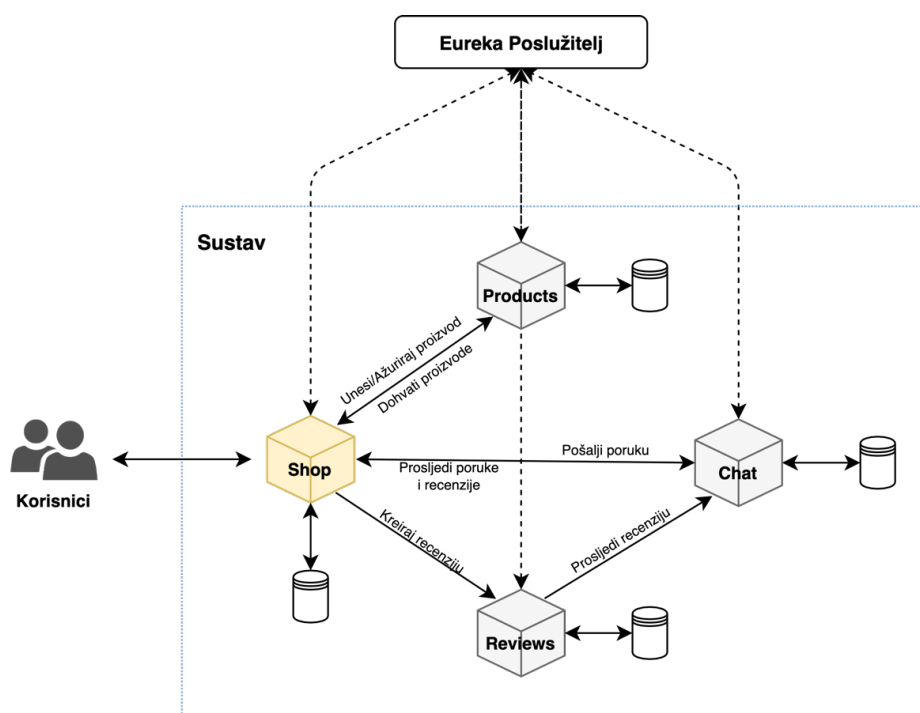 Eureka Poslužitelj
Sustav
Products
Unesi/Ažuriraj proizvod
Dohvati proizvode
Korisnici
Shop
Pošalji poruku
Prosljedi poruke
i recenzije
Chat
Kreiraj recenziju
Prosljedi recenziju
Reviews